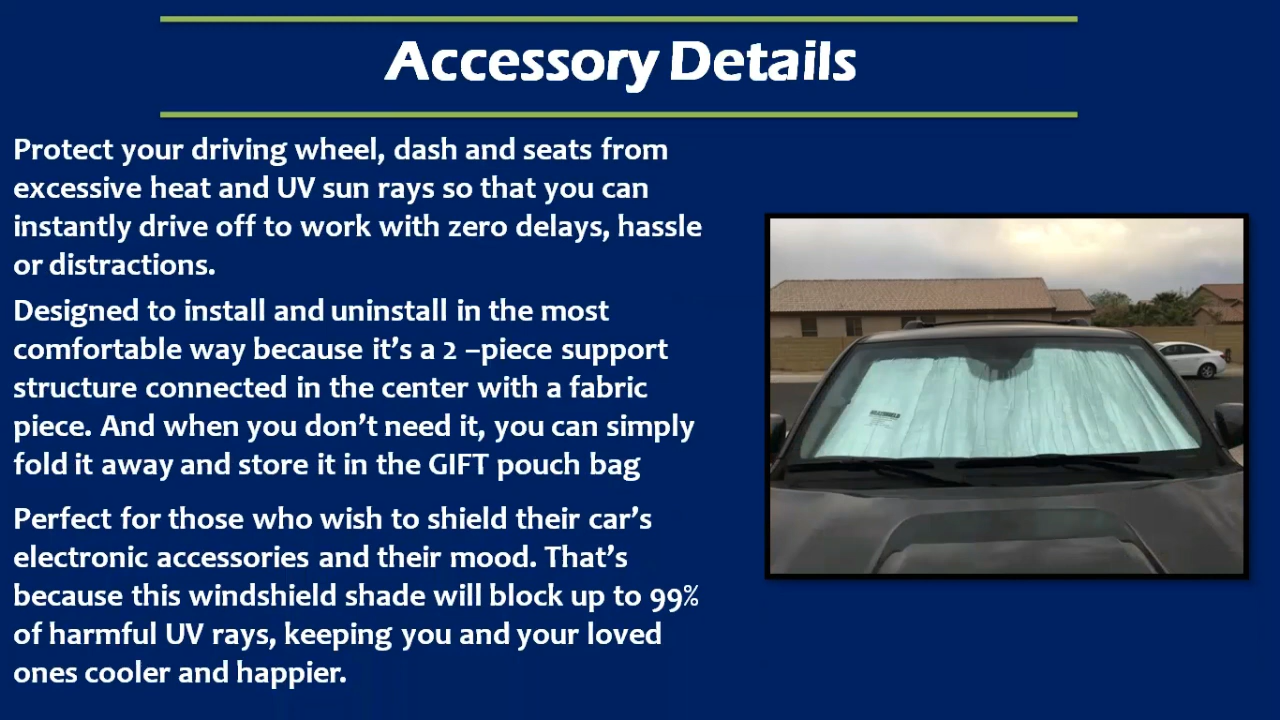 Accessory Details
Protect your driving wheel, dash and seats from
excessive heat and UV sun rays so that you can
instantly drive off to work with zero delays, hassle
or distractions.
Designed to install and uninstall in the most
comfortable way because it's a 2 –piece support
structure connected in the center with a fabric
piece. And when you don't need it, you can simply
fold it away and store it in the GIFT pouch bag
Perfect for those who wish to shield their car's
electronic accessories and their mood. That's
because this windshield shade will block up to 99%
of harmful UV rays, keeping you and your loved
ones cooler and happier.